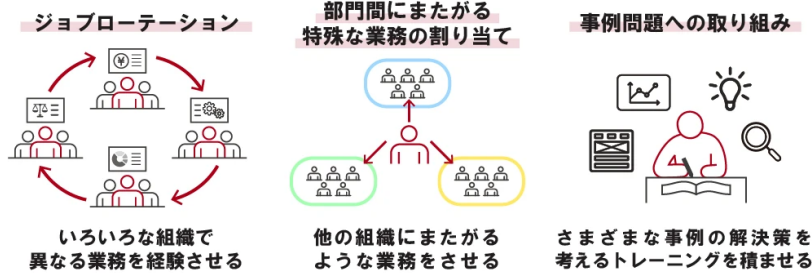 ジョブローテーション
いろいろな組織で
異なる業務を経験させる
部門間にまたがる
特殊な業務の割り当て
他の組織にまたがる
ような業務をさせる
事例問題への取り組み
さまざまな事例の解決策を
考えるトレーニングを積ませる
¥